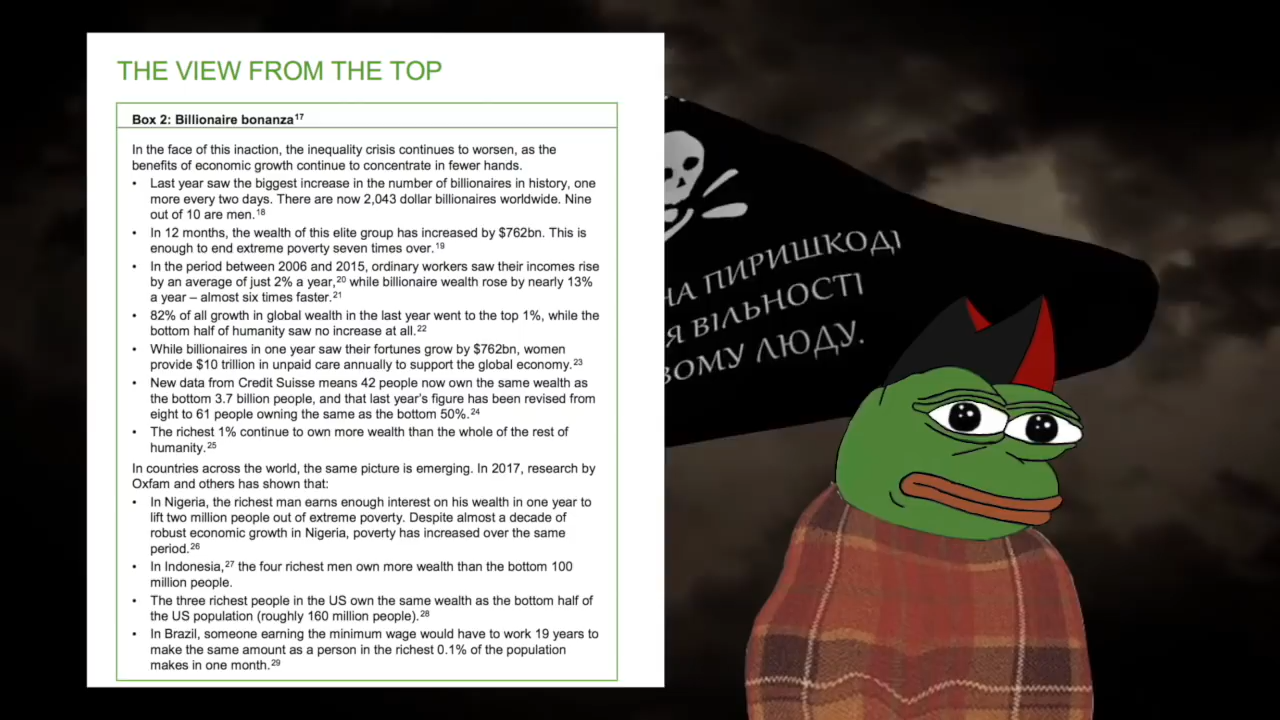 THE VIEW FROM THE TOP
Box 2: Billionaire bonanza17
In the face of this inaction, the inequality crisis continues to worsen, as the
benefits of economic growth continue to concentrate in fewer hands.
• Last year saw the biggest increase in the number of billionaires in history, one
more every two days. There are now 2,043 dollar billionaires worldwide. Nine
out of 10 are men.18
• In 12 months, the wealth of this elite group has increased by $762bn. This is
enough to end extreme poverty seven times over.19
• In the period between 2006 and 2015, ordinary workers saw their incomes rise
by an average of just 2% a year,20 while billionaire wealth rose by nearly 13%
a year – almost six times faster.21
• 82% of all growth in global wealth in the last year went to the top 1%, while the
bottom half of humanity saw no increase at all.22
• While billionaires in one year saw their fortunes grow by $762bn, women
provide $10 trillion in unpaid care annually to support the global economy.23
• New data from Credit Suisse means 42 people now own the same wealth as
the bottom 3.7 billion people, and that last year’s figure has been revised from
eight to 61 people owning the same as the bottom 50%.24
• The richest 1% continue to own more wealth than the whole of the rest of
humanity.25
In countries across the world, the same picture is emerging. In 2017, research by
Oxfam and others has shown that:
• In Nigeria, the richest man earns enough interest on his wealth in one year to
lift two million people out of extreme poverty. Despite almost a decade of
robust economic growth in Nigeria, poverty has increased over the same
period.26
• In Indonesia,27 the four richest men own more wealth than the bottom 100
million people.
• The three richest people in the US own the same wealth as the bottom half of
the US population (roughly 160 million people).28
• In Brazil, someone earning the minimum wage would have to work 19 years to
make the same amount as a person in the richest 0.1% of the population
makes in one month.29
НА ПИРИШКОДІ
Я ВІЛЬНОСТІ
ВОМУ ЛЮДУ.